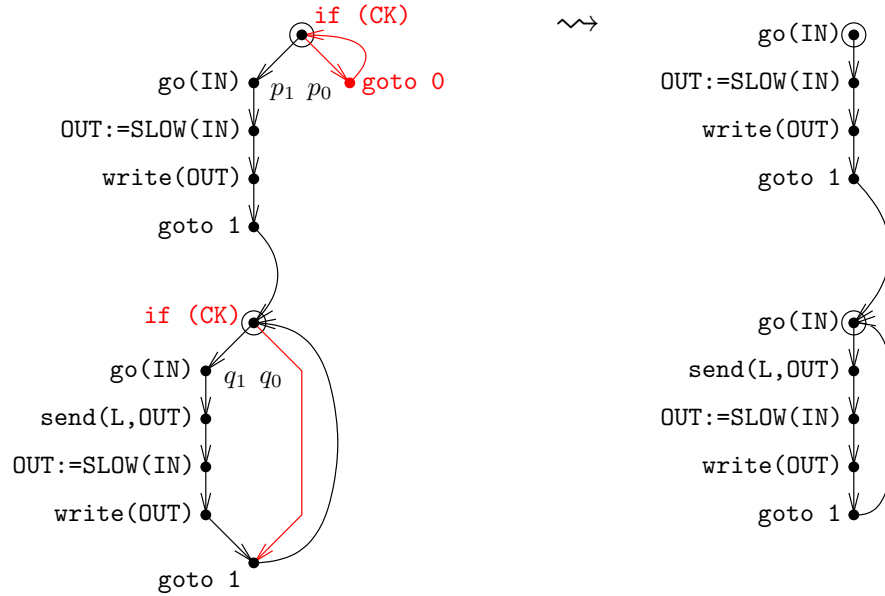 if (CK)
go(IN) p1 p0 goto 0
OUT:=SLOW(IN)
write(OUT)
goto 1
if (CK)
go(IN) q1 q0
send(L,OUT)
OUT:=SLOW(IN)
write(OUT)
goto 1
⇝
go(IN)
OUT:=SLOW(IN)
write(OUT)
goto 1
go(IN)
send(L,OUT)
OUT:=SLOW(IN)
write(OUT)
goto 1